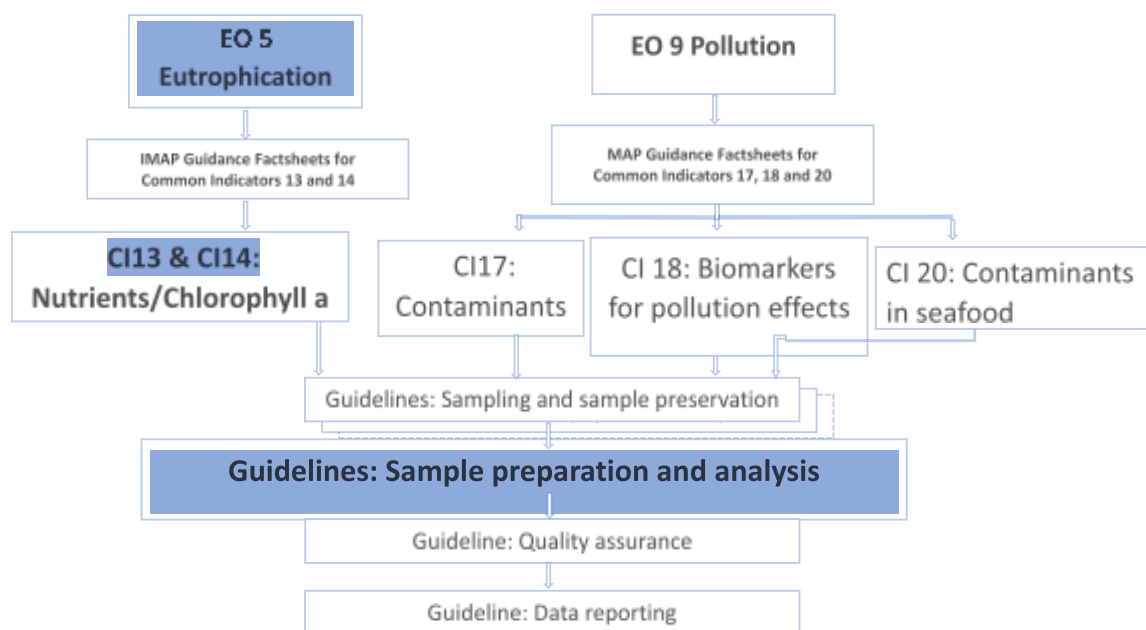 EO 5
Eutrophication
EO 9 Pollution
IMAP Guidance Factsheets for
Common Indicators 13 and 14
MAP Guidance Factsheets for
Common Indicators 17, 18 and 20
CI13 & CI14:
Nutrients/Chlorophyll a
CI17:
Contaminants
CI 18: Biomarkers
for pollution effects
CI 20: Contaminants
in seafood
Guidelines: Sampling and sample preservation
Guidelines: Sample preparation and analysis
Guideline: Quality assurance
Guideline: Data reporting